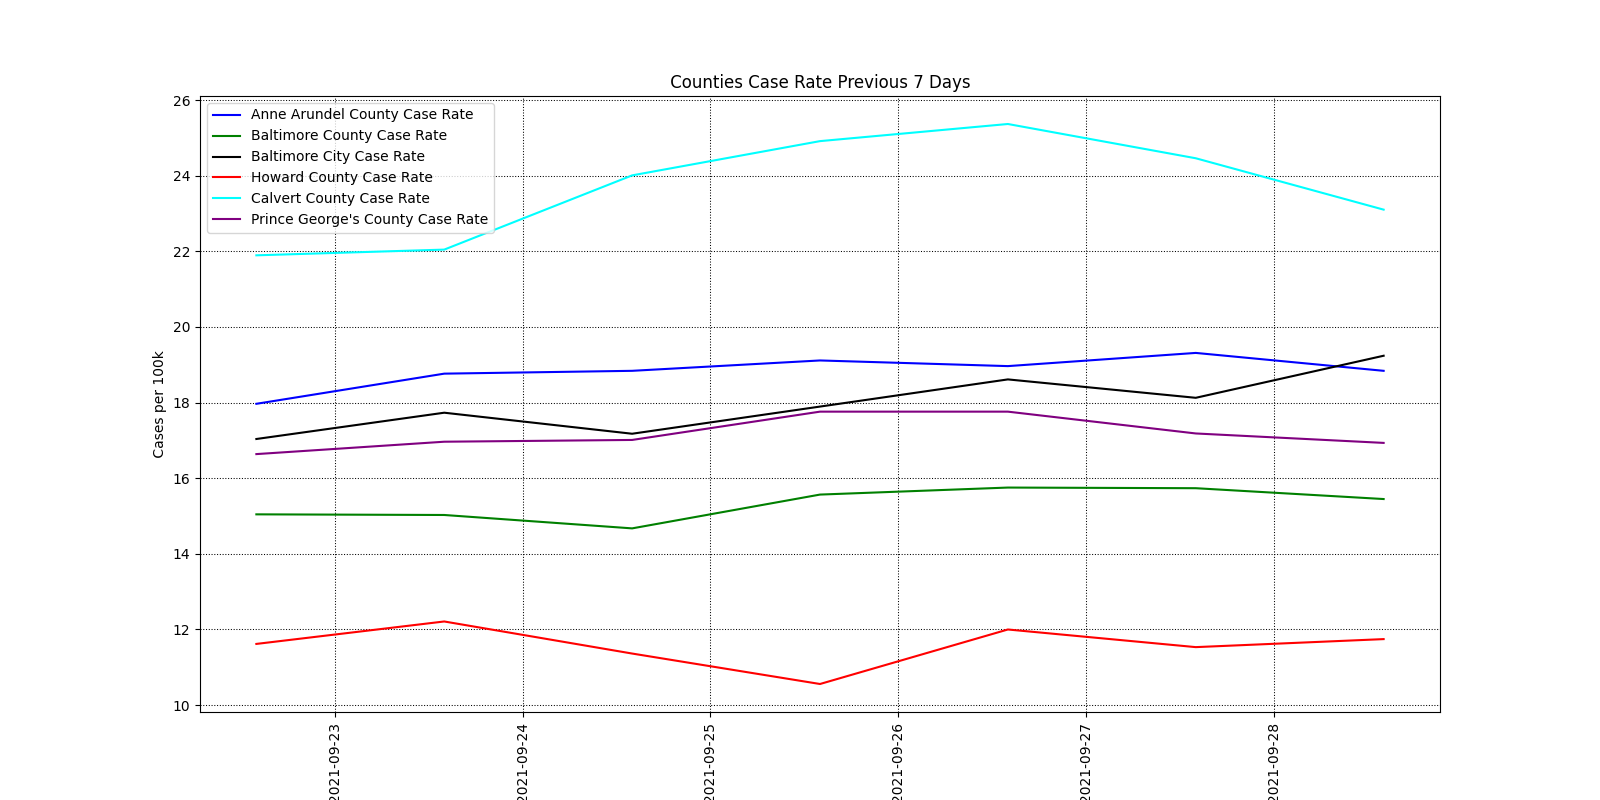 Counties Case Rate Previous 7 Days
26
24
22
20
18
16
14
12
10
Cases per 100k
Anne Arundel County Case Rate
Baltimore County Case Rate
Baltimore City Case Rate
Howard County Case Rate
Calvert County Case Rate
Prince George's County Case Rate
2021-09-23
2021-09-24
2021-09-25
2021-09-26
2021-09-27
2021-09-28